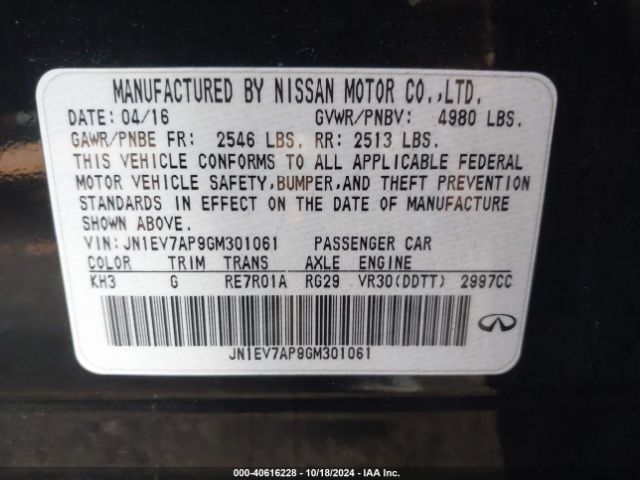 MANUFACTURED BY NISSAN MOTOR CO.,LTD.
DATE: 04/16 GVWR/PNBV: 4980 LBS.
GAWR/PNBE FR: 2546 LBS. RR: 2513 LBS.
THIS VEHICLE CONFORMS TO ALL APPLICABLE FEDERAL
MOTOR VEHICLE SAFETY,BUMPER,AND THEFT PREVENTION
STANDARDS IN EFFECT ON THE DATE OF MANUFACTURE
SHOWN ABOVE.
VIN: JN1EV7AP9GM301061 PASSENGER CAR
COLOR TRIM TRANS AXLE ENGINE
KH3 G RE7R01A RG29 VR30(DDTT) 2997CC
JN1EV7AP9GM301061
000-40616228 - 10/18/2024 - IAA Inc.